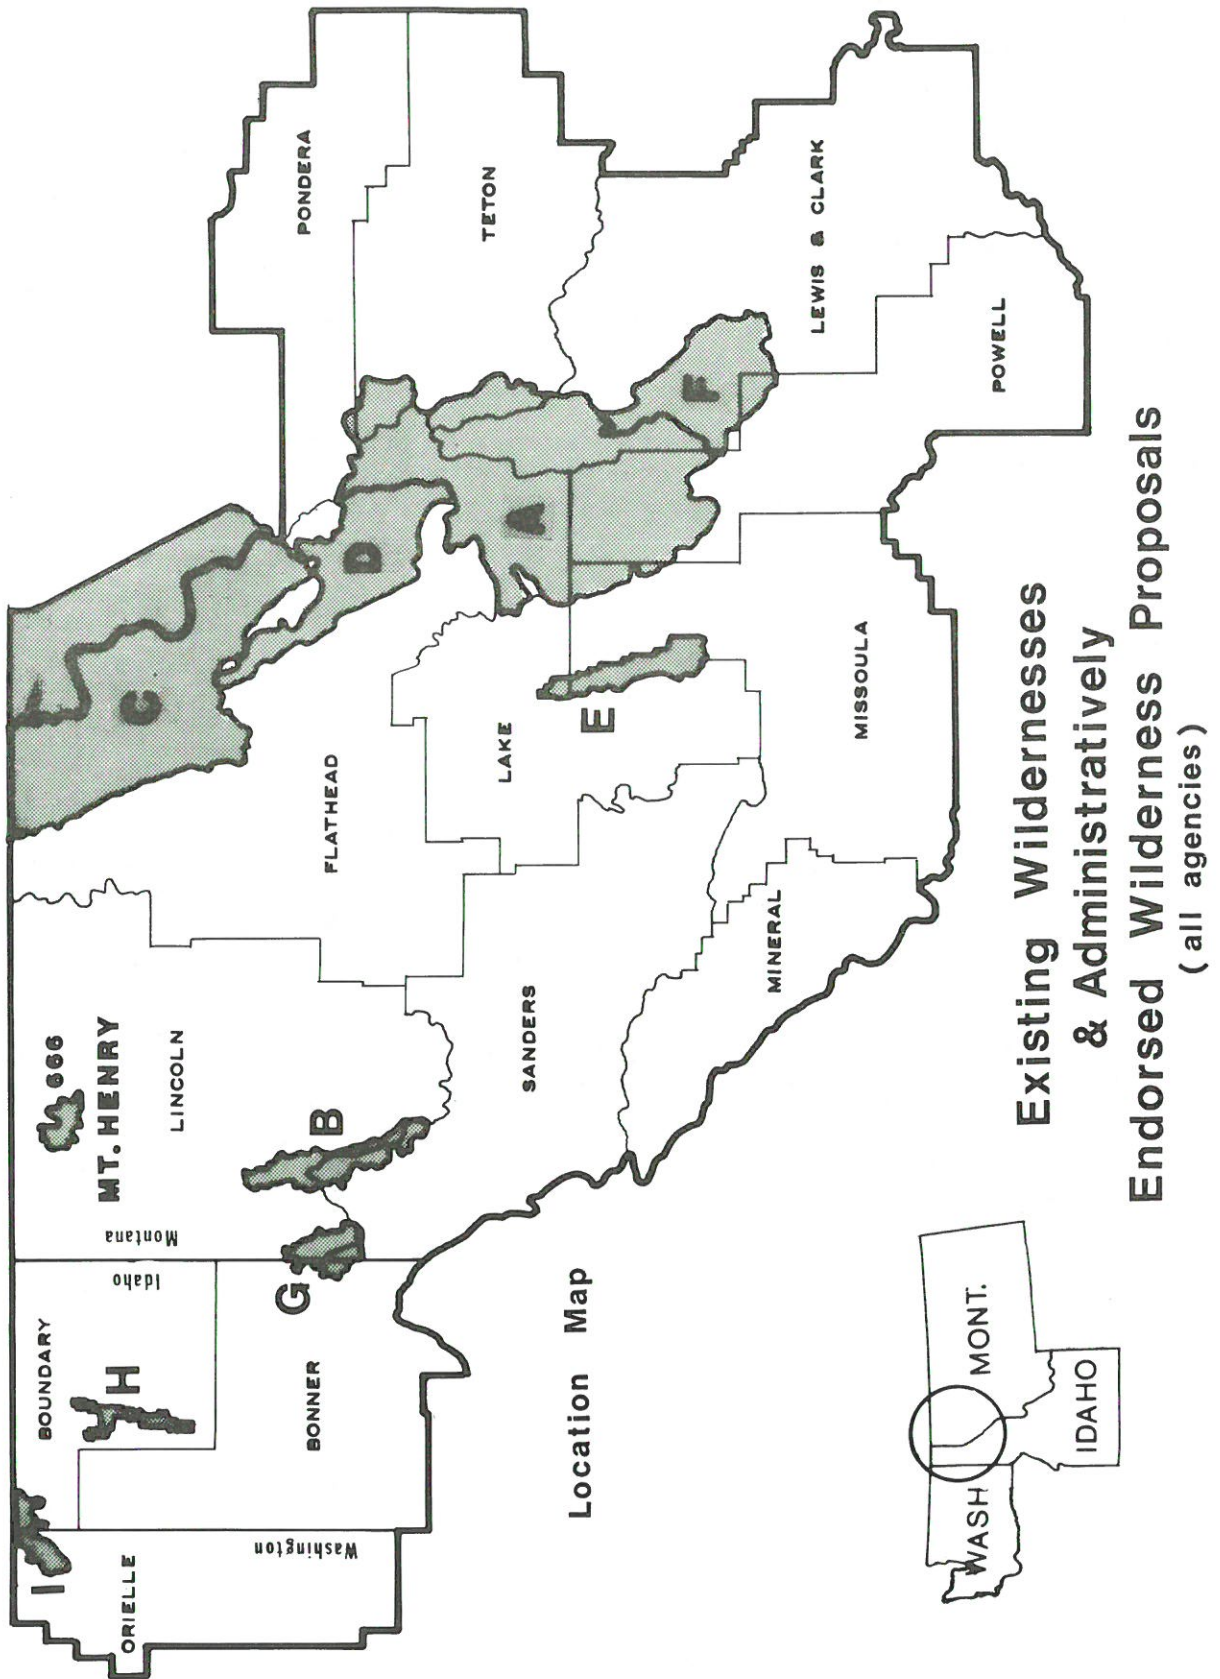 I
H
G
B
666
MT. HENRY
C
D
A
E
F
ORIELLE
BOUNDARY
BONNER
LINCOLN
FLATHEAD
SANDERS
LAKE
MINERAL
MISSOULA
PONDERA
TETON
LEWIS & CLARK
POWELL
Washington
Idaho
Montana
Location Map
WASH
MONT.
IDAHO
Existing Wildernesses
& Administratively
Endorsed Wilderness Proposals
(all agencies)